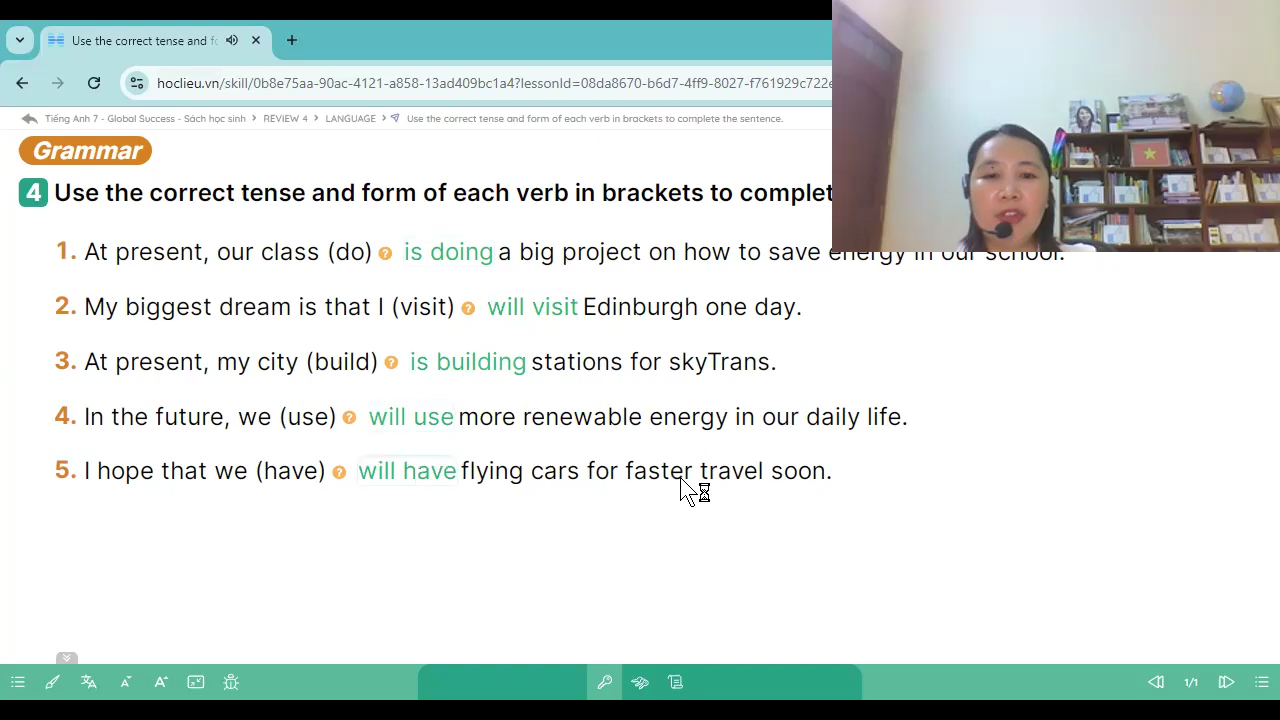 Use the correct tense and fo
hoclieu.vn/skill/0b8e75aa-90ac-4121-a858-13ad409bc1a4?lessonId=08da8670-b6d7-4ff9-8027-f761929c722e
Tiếng Anh 7 - Global Success - Sách học sinh > REVIEW 4 > LANGUAGE > Use the correct tense and form of each verb in brackets to complete the sentence.
Grammar
4 Use the correct tense and form of each verb in brackets to complet
1. At present, our class (do) ? is doing a big project on how to save energy in our school.
2. My biggest dream is that I (visit) ? will visit Edinburgh one day.
3. At present, my city (build) ? is building stations for skyTrans.
4. In the future, we (use) ? will use more renewable energy in our daily life.
5. I hope that we (have) ? will have flying cars for faster travel soon.
1/1